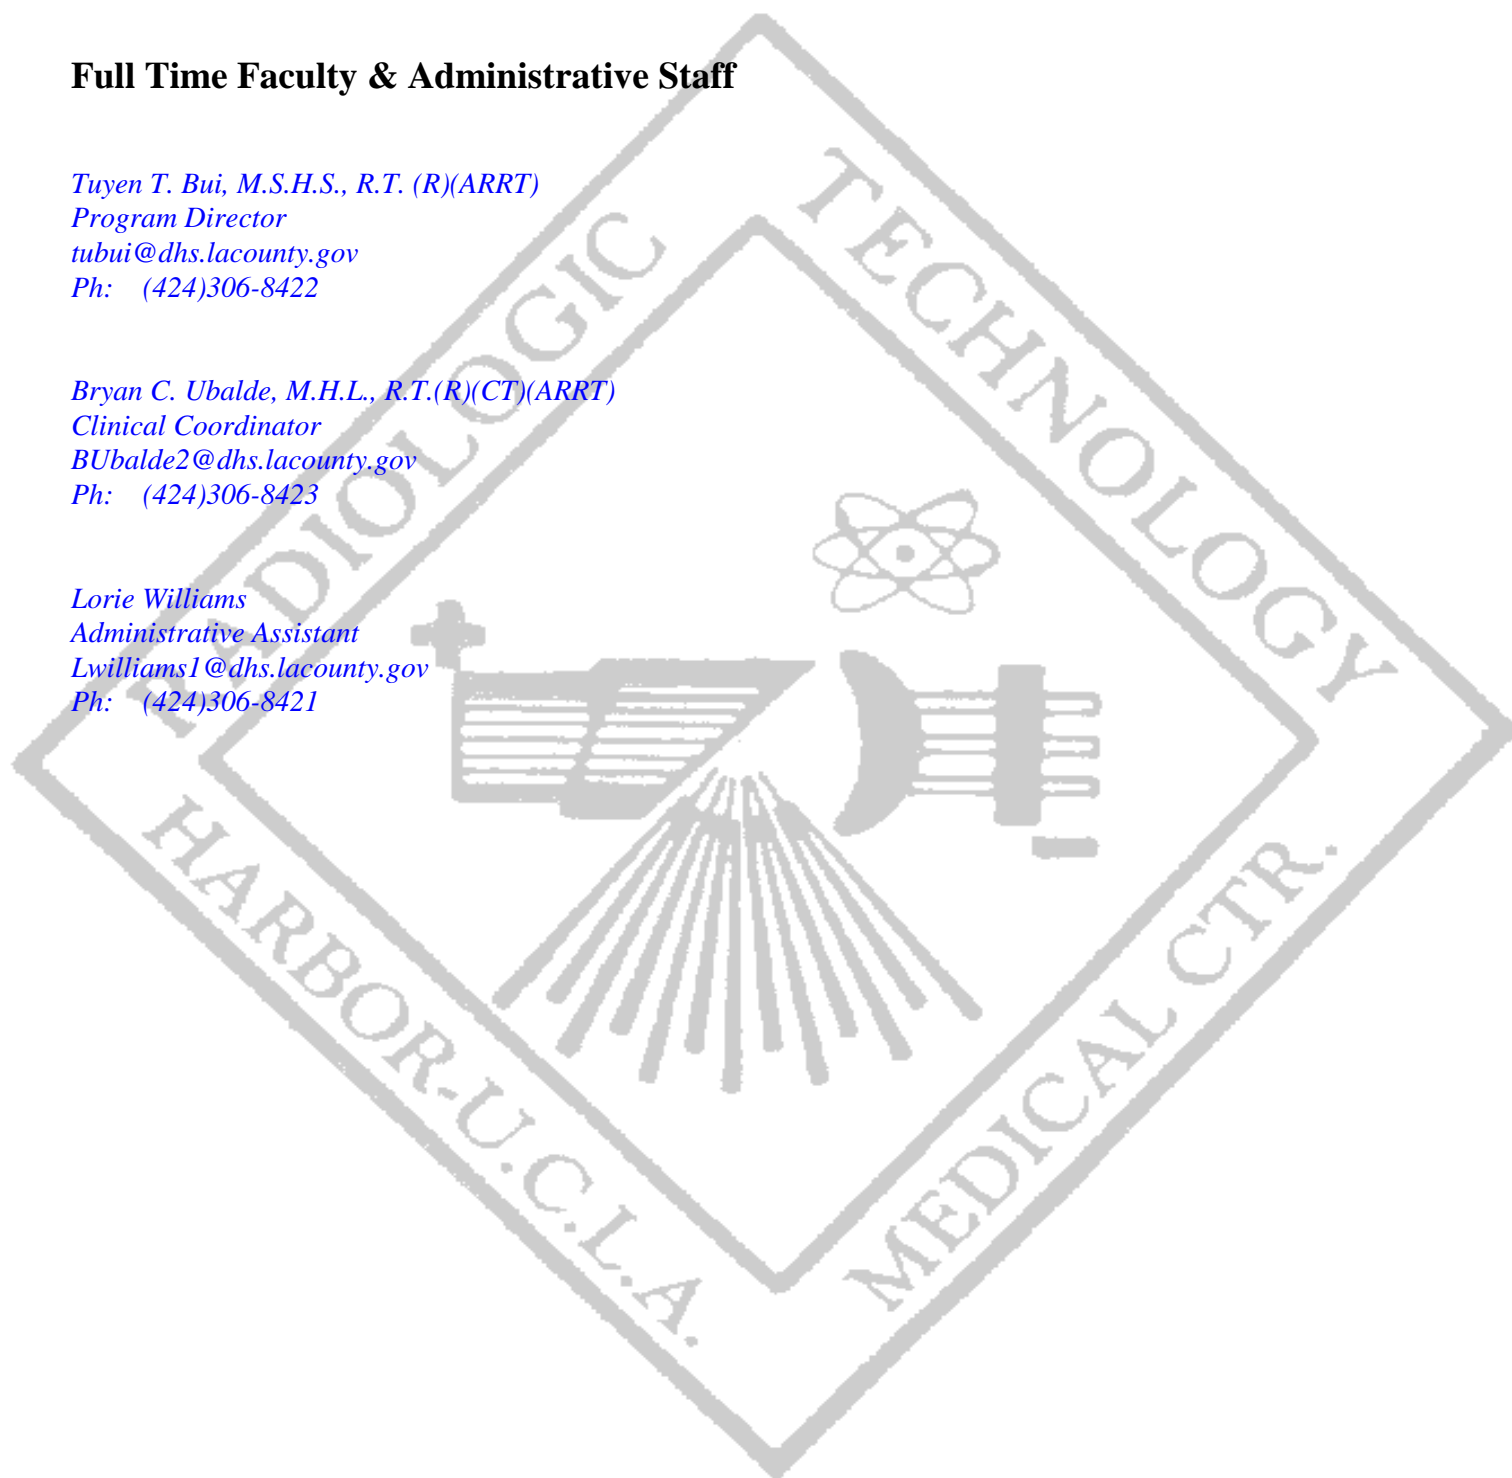 Full Time Faculty & Administrative Staff
Tuyen T. Bui, M.S.H.S., R.T. (R)(ARRT)
Program Director
tubui@dhs.lacounty.gov
Ph: (424)306-8422
Bryan C. Ubalde, M.H.L., R.T.(R)(CT)(ARRT)
Clinical Coordinator
BUbalde2@dhs.lacounty.gov
Ph: (424)306-8423
Lorie Williams
Administrative Assistant
Lwilliams1@dhs.lacounty.gov
Ph: (424)306-8421
RADIOLOGIC
TECHNOLOGY
HARBOR-U.C.L.A.
MEDICAL CTR.